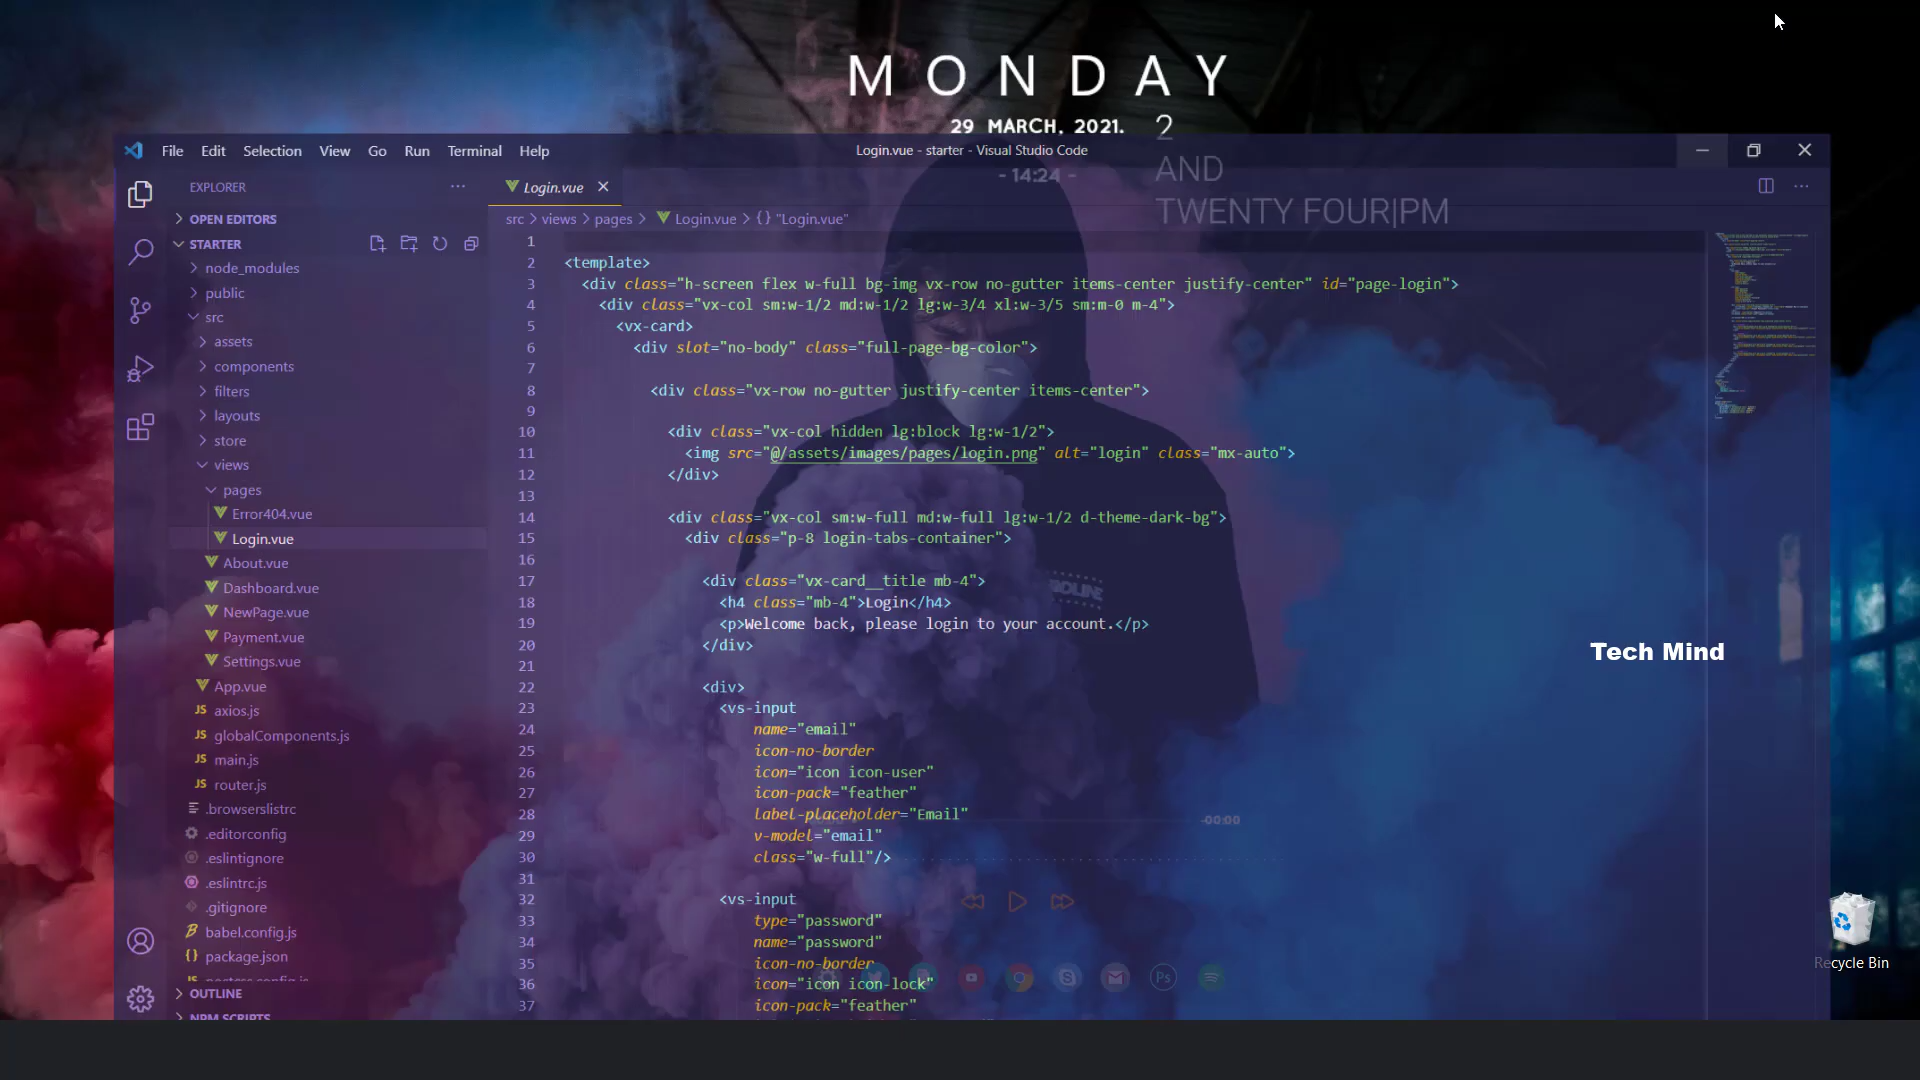 MONDAY
29 MARCH, 2021.
- 14:24 -
2
AND
TWENTY FOUR|PM
File Edit Selection View Go Run Terminal Help
Login.vue - starter - Visual Studio Code
EXPLORER
OPEN EDITORS
STARTER
node_modules
public
src
assets
components
filters
layouts
store
views
pages
Error404.vue
Login.vue
About.vue
Dashboard.vue
NewPage.vue
Payment.vue
Settings.vue
App.vue
JS axios.js
JS globalComponents.js
JS main.js
JS router.js
.browserslistrc
.editorconfig
.eslintignore
.eslintrc.js
.gitignore
babel.config.js
{} package.json
JS postcss.config.js
OUTLINE
NPM SCRIPTS
Login.vue
src > views > pages > Login.vue > {} "Login.vue"
1
2 <template>
3 <div class="h-screen flex w-full bg-img vx-row no-gutter items-center justify-center" id="page-login">
4 <div class="vx-col sm:w-1/2 md:w-1/2 lg:w-3/4 xl:w-3/5 sm:m-0 m-4">
5 <vx-card>
6 <div slot="no-body" class="full-page-bg-color">
7
8 <div class="vx-row no-gutter justify-center items-center">
9
10 <div class="vx-col hidden lg:block lg:w-1/2">
11 <img src="@/assets/images/pages/login.png" alt="login" class="mx-auto">
12 </div>
13
14 <div class="vx-col sm:w-full md:w-full lg:w-1/2 d-theme-dark-bg">
15 <div class="p-8 login-tabs-container">
16
17 <div class="vx-card__title mb-4">
18 <h4 class="mb-4">Login</h4>
19 <p>Welcome back, please login to your account.</p>
20 </div>
21
22 <div>
23 <vs-input
24 name="email"
25 icon-no-border
26 icon="icon icon-user"
27 icon-pack="feather"
28 label-placeholder="Email"
29 v-model="email"
30 class="w-full"/>
31
32 <vs-input
33 type="password"
34 name="password"
35 icon-no-border
36 icon="icon icon-lock"
37 icon-pack="feather"
-00:00
Ps
Tech Mind
Recycle Bin